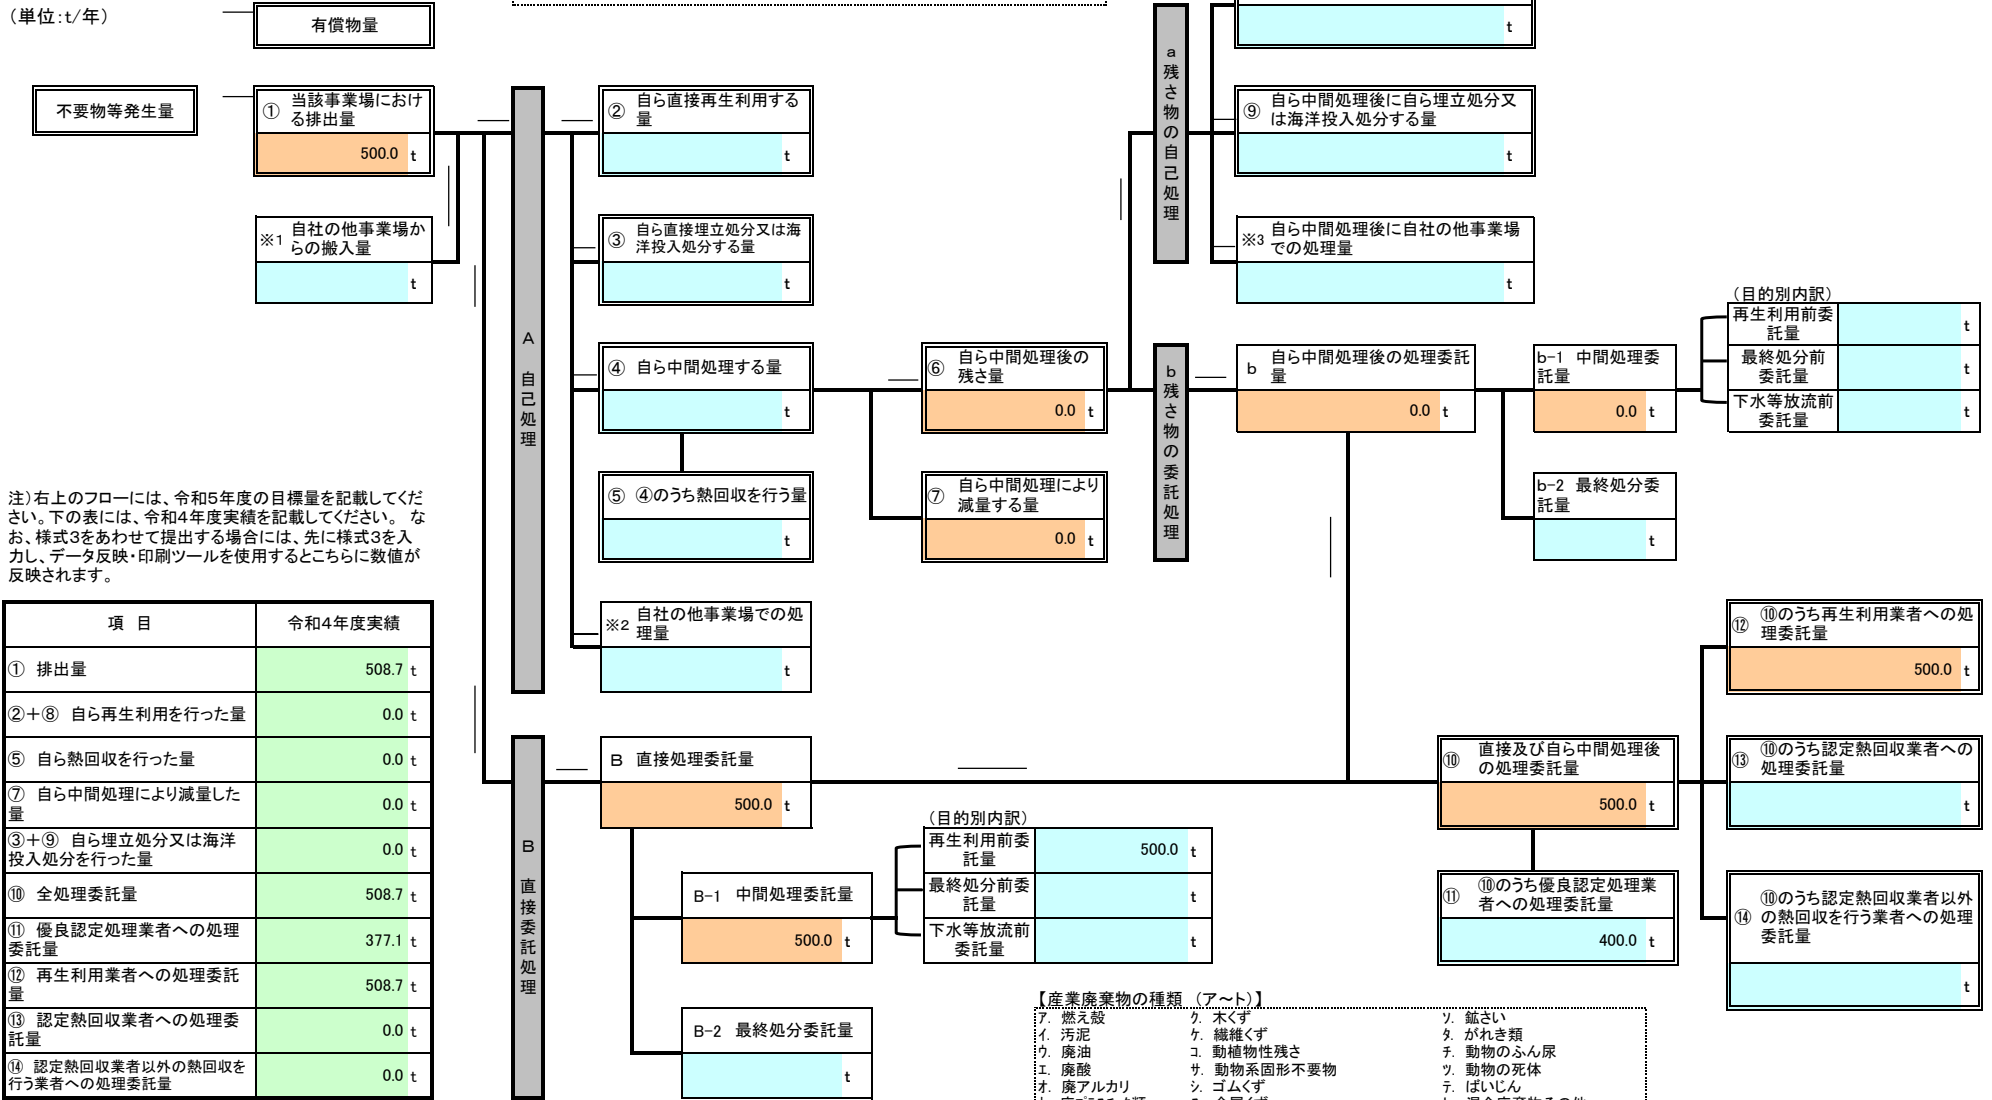 （単位：t/年）
有償物量
t
不要物等発生量
① 当該事業場におけ
る排出量
500.0 t
※1 自社の他事業場か
らの搬入量
t
A 自己処理
② 自ら直接再生利用する
量
t
③ 自ら直接埋立処分又は海
洋投入処分する量
t
④ 自ら中間処理する量
t
⑤ ④のうち熱回収を行う量
t
※2 自社の他事業場での処
理量
t
⑥ 自ら中間処理後の
残さ量
0.0 t
⑦ 自ら中間処理により
減量する量
0.0 t
a 残さ物の自己処理
⑨ 自ら中間処理後に自ら埋立処分又
は海洋投入処分する量
t
※3 自ら中間処理後に自社の他事業場
での処理量
t
b 残さ物の委託処理
b 自ら中間処理後の処理委託
量
0.0 t
b-1 中間処理委
託量
0.0 t
（目的別内訳）
再生利用前委
託量
t
最終処分前
委託量
t
下水等放流前
委託量
t
b-2 最終処分委
託量
t
注）右上のフローには、令和５年度の目標量を記載してくだ
さい。下の表には、令和４年度実績を記載してください。 な
お、様式３をあわせて提出する場合には、先に様式３を入
力し、データ反映・印刷ツールを使用するとこちらに数値が
反映されます。
項 目 令和４年度実績
① 排出量 508.7 t
②＋⑧ 自ら再生利用を行った量 0.0 t
⑤ 自ら熱回収を行った量 0.0 t
⑦ 自ら中間処理により減量した
量 0.0 t
③＋⑨ 自ら埋立処分又は海洋
投入処分を行った量 0.0 t
⑩ 全処理委託量 508.7 t
⑪ 優良認定処理業者への処理
委託量 377.1 t
⑫ 再生利用業者への処理委託
量 508.7 t
⑬ 認定熱回収業者への処理委
託量 0.0 t
⑭ 認定熱回収業者以外の熱回収を
行う業者への処理委託量 0.0 t
B 直接委託処理
B 直接処理委託量
500.0 t
B-1 中間処理委託量
500.0 t
（目的別内訳）
再生利用前委
託量
500.0 t
最終処分前委
託量
t
下水等放流前
委託量
t
B-2 最終処分委託量
t
⑩ 直接及び自ら中間処理後
の処理委託量
500.0 t
⑪ ⑩のうち優良認定処理業
者への処理委託量
400.0 t
⑫ ⑩のうち再生利用業者への処
理委託量
500.0 t
⑬ ⑩のうち認定熱回収業者への
処理委託量
t
⑭ ⑩のうち認定熱回収業者以外
の熱回収を行う業者への処理
委託量
t
【産業廃棄物の種類 （ア～ト）】
ア. 燃え殻 ク. 木くず ソ. 鉱さい
イ. 汚泥 ケ. 繊維くず タ. がれき類
ウ. 廃油 コ. 動植物性残さ チ. 動物のふん尿
エ. 廃酸 サ. 動物系固形不要物 ツ. 動物の死体
オ. 廃アルカリ シ. ゴムくず テ. ばいじん